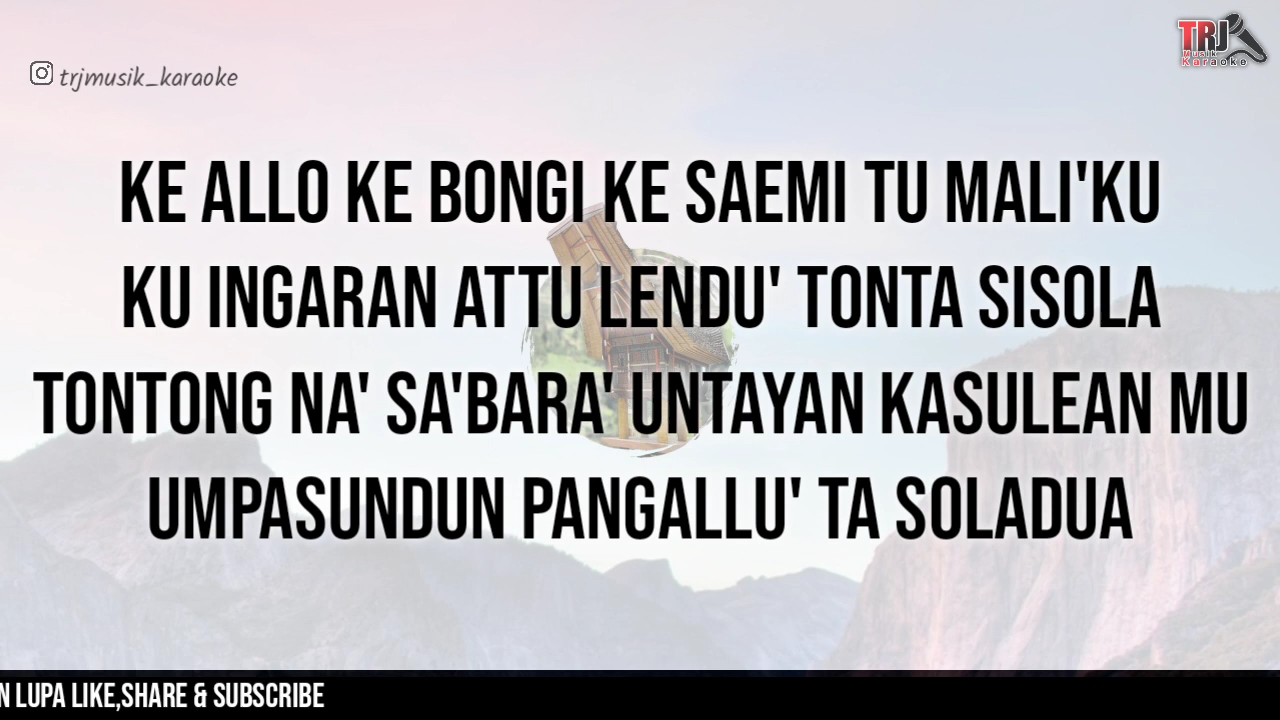 TRJ
Musik
Karaoke
trjmusik_karaoke
KE ALLO KE BONGI KE SAEMI TU MALI'KU
KU INGARAN ATTU LENDU' TONTA SISOLA
TONTONG NA' SA'BARA' UNTAYAN KASULEAN MU
UMPASUNDUN PANGALLU' TA SOLADUA
N LUPA LIKE,SHARE & SUBSCRIBE